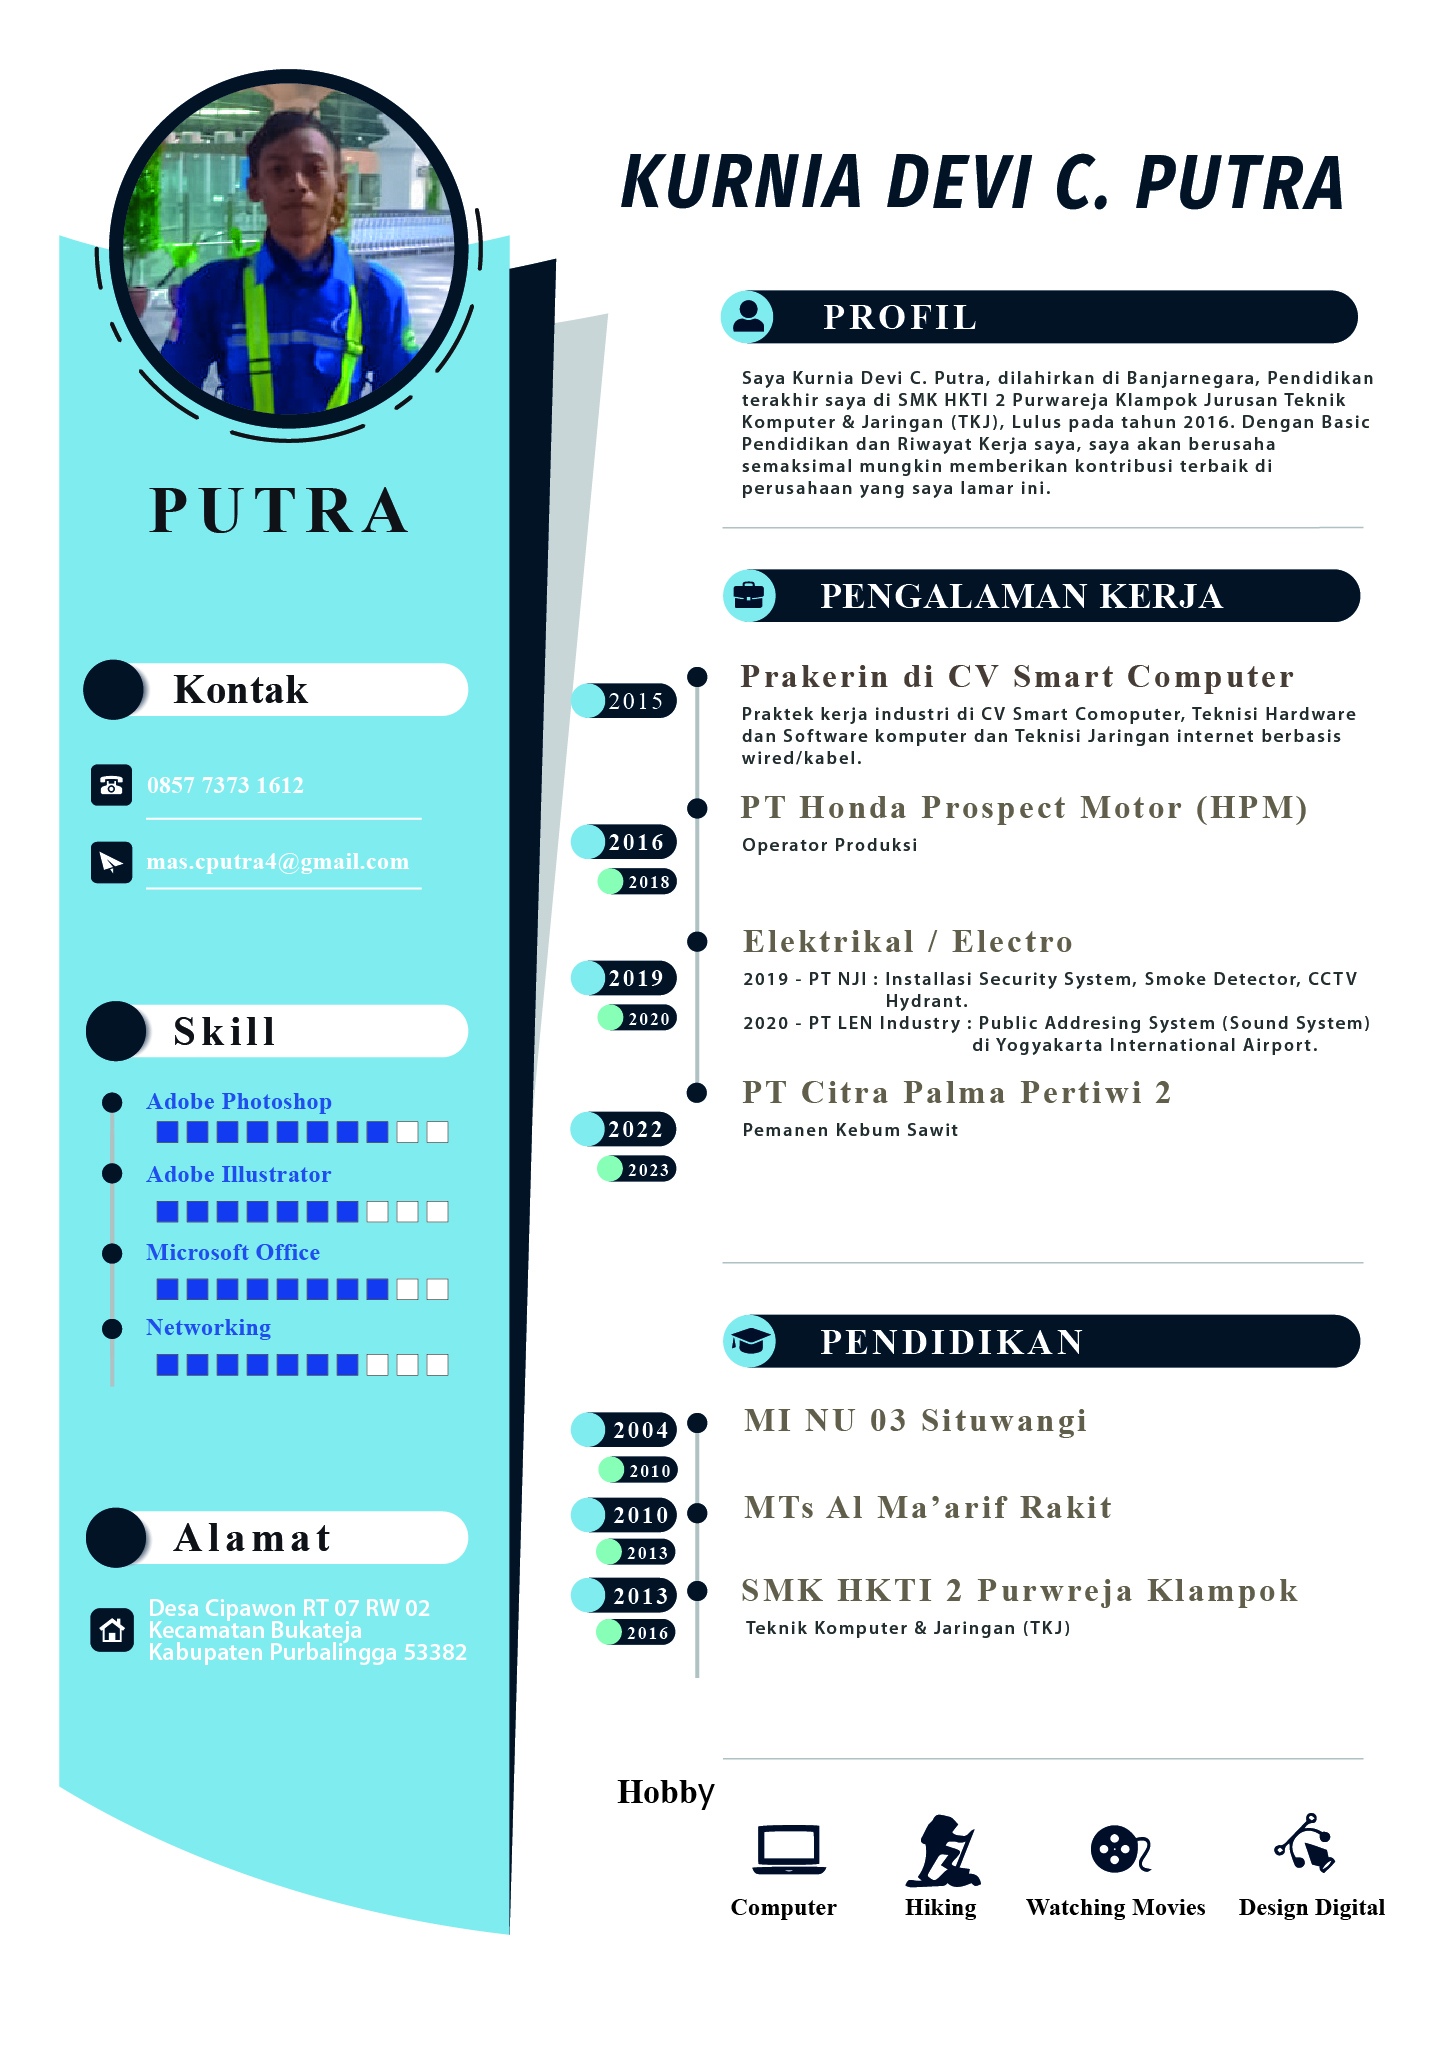 KURNIA DEVI C. PUTRA
PUTRA
Kontak
0857 7373 1612
mas.cputra4@gmail.com
Skill
Adobe Photoshop
Adobe Illustrator
Microsoft Office
Networking
Alamat
Desa Cipawon RT 07 RW 02
Kecamatan Bukateja
Kabupaten Purbalingga 53382
PROFIL
Saya Kurnia Devi C. Putra, dilahirkan di Banjarnegara, Pendidikan
terakhir saya di SMK HKTI 2 Purwareja Klampok Jurusan Teknik
Komputer & Jaringan (TKJ), Lulus pada tahun 2016. Dengan Basic
Pendidikan dan Riwayat Kerja saya, saya akan berusaha
semaksimal mungkin memberikan kontribusi terbaik di
perusahaan yang saya lamar ini.
PENGALAMAN KERJA
2015
Prakerin di CV Smart Computer
Praktek kerja industri di CV Smart Comoputer, Teknisi Hardware
dan Software komputer dan Teknisi Jaringan internet berbasis
wired/kabel.
2016
2018
PT Honda Prospect Motor (HPM)
Operator Produksi
2019
2020
Elektrikal / Electro
2019 - PT NJI : Installasi Security System, Smoke Detector, CCTV
Hydrant.
2020 - PT LEN Industry : Public Addresing System (Sound System)
di Yogyakarta International Airport.
2022
2023
PT Citra Palma Pertiwi 2
Pemanen Kebum Sawit
PENDIDIKAN
2004
2010
MI NU 03 Situwangi
2010
2013
MTs Al Ma’arif Rakit
2013
2016
SMK HKTI 2 Purwreja Klampok
Teknik Komputer & Jaringan (TKJ)
Hobby
Computer
Hiking
Watching Movies
Design Digital